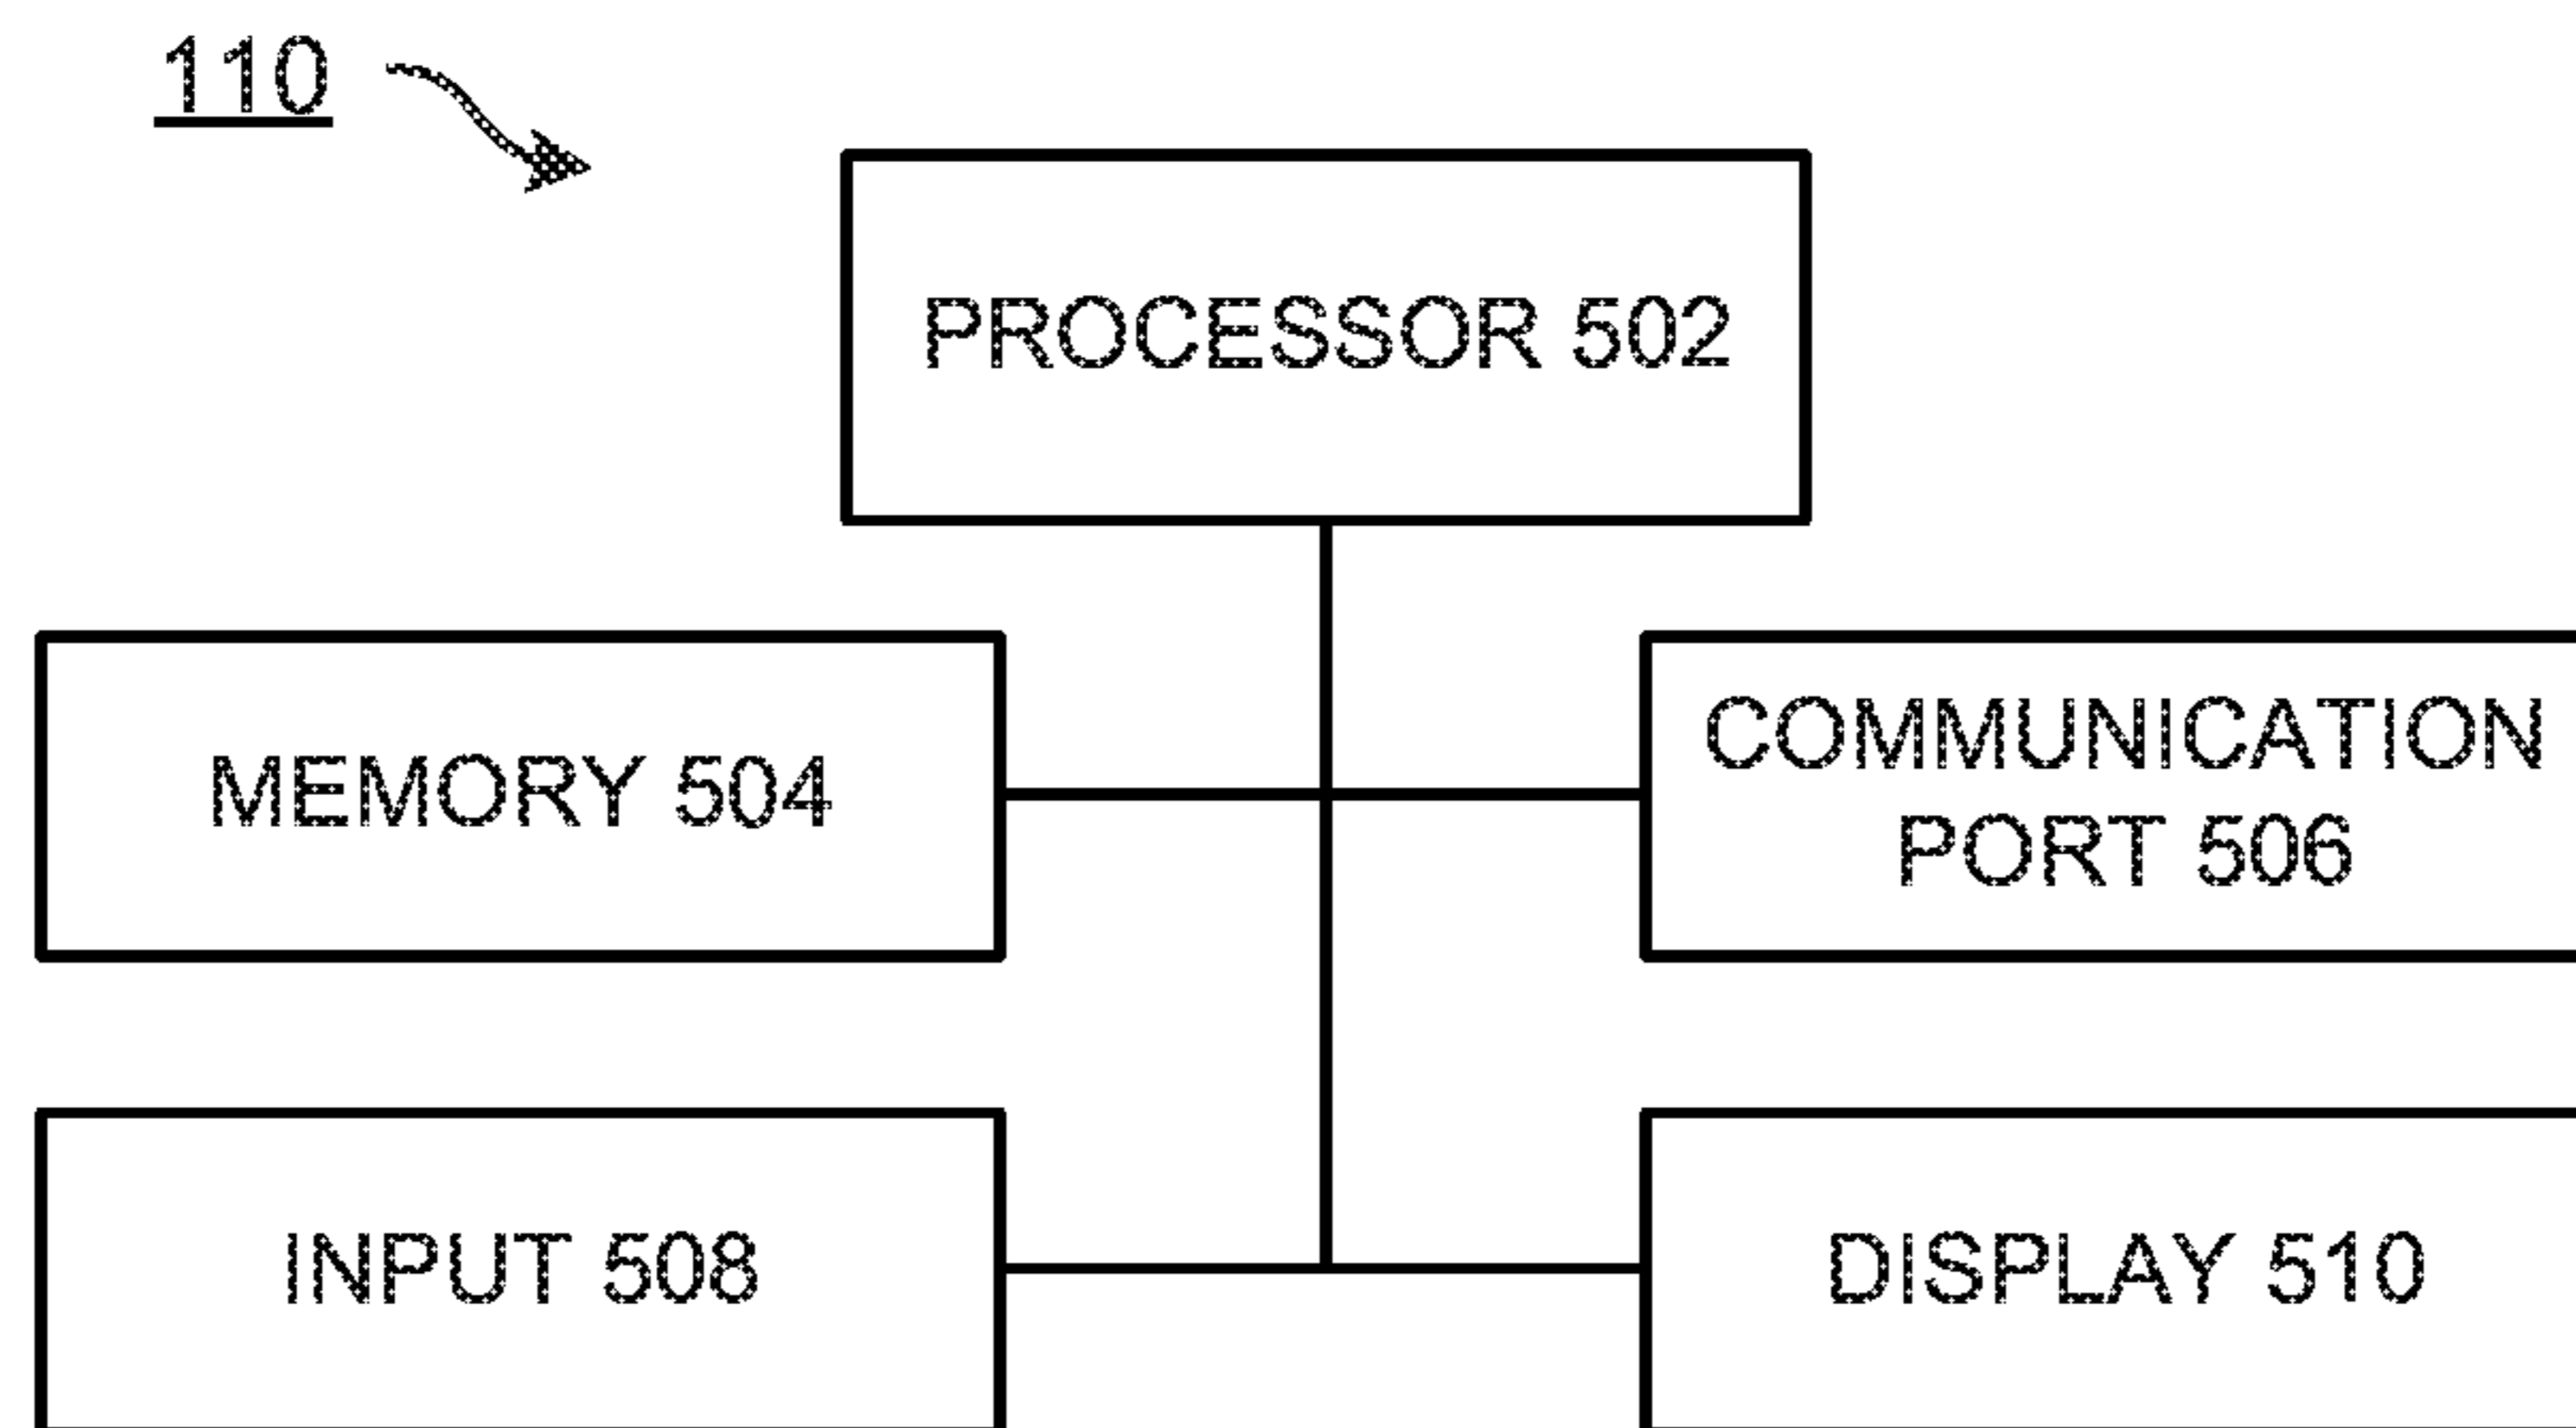 110
PROCESSOR 502
MEMORY 504
COMMUNICATION
PORT 506
INPUT 508
DISPLAY 510